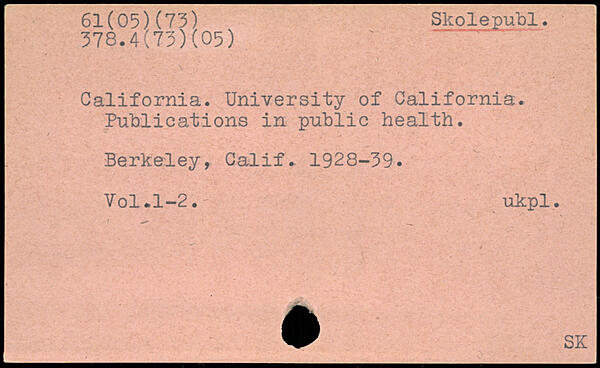 61(05)(73)
Skolepubl.
378.4(73)(05)
California. University of California.
Publications in public health.
Berkeley, Calif. 1928-39.
Vol.1-2.
ukpl.
SK